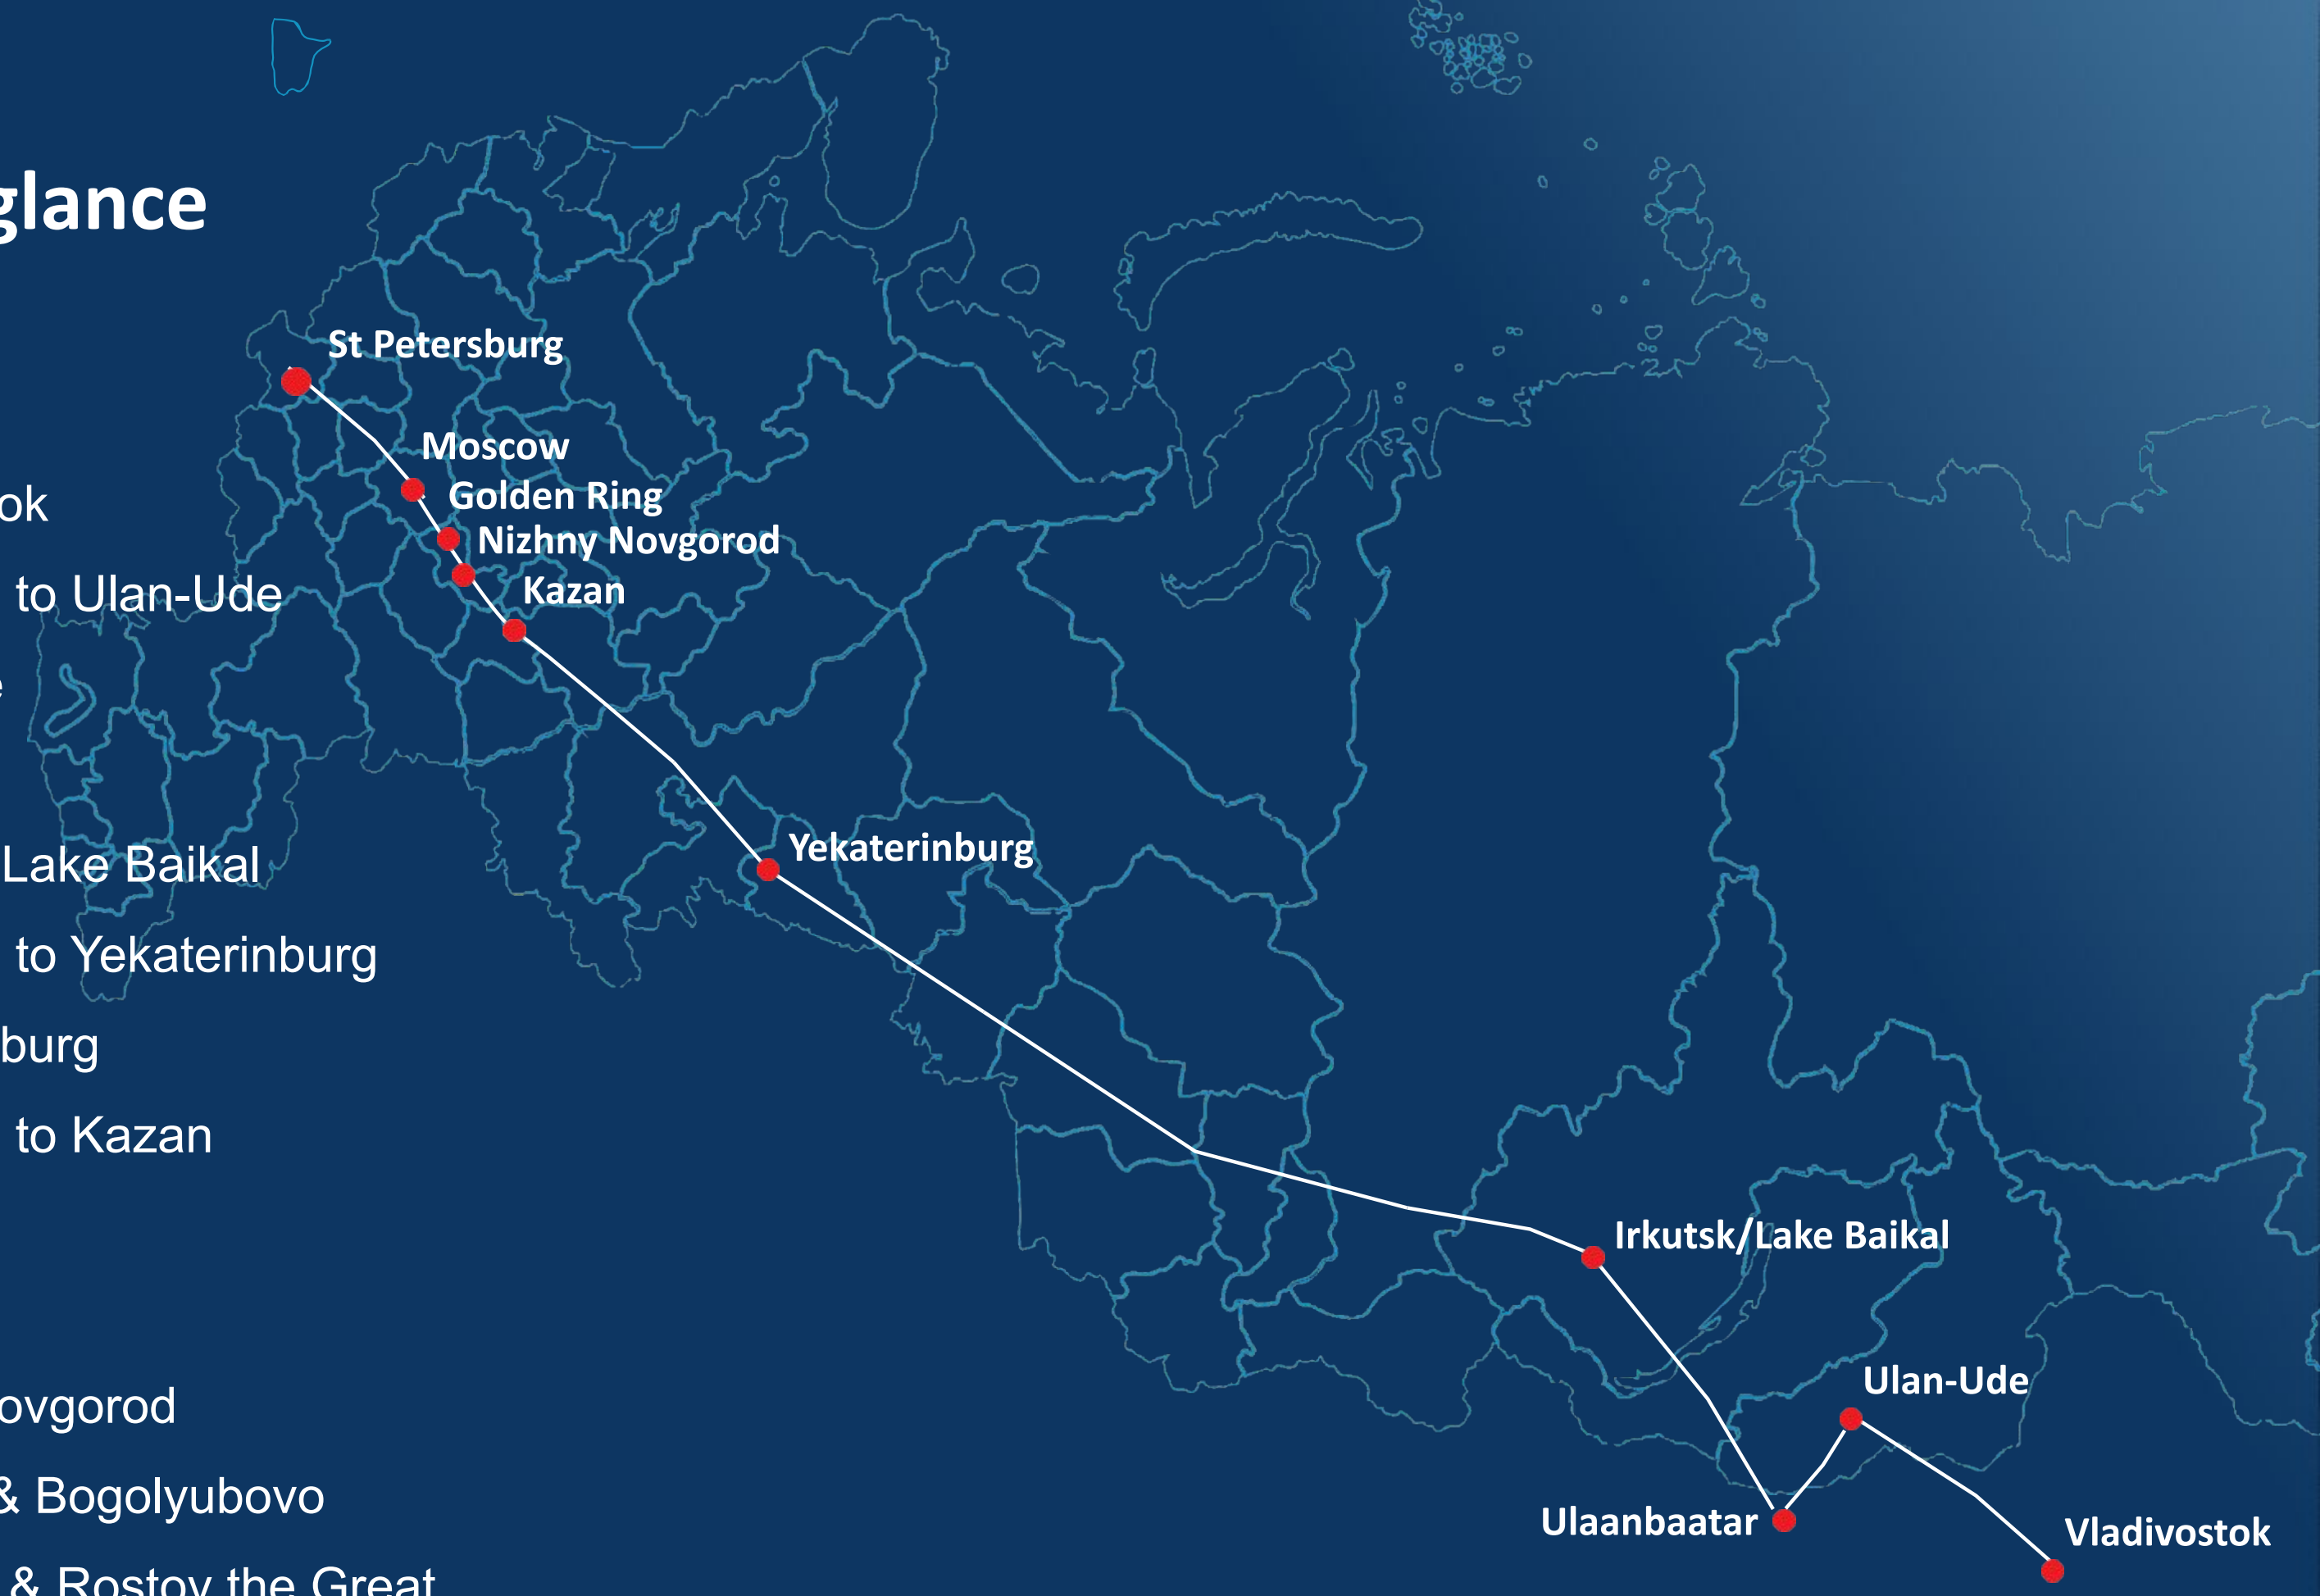 glance
St Petersburg
Moscow
Golden Ring
Nizhny Novgorod
Kazan
Yekaterinburg
Irkutsk/Lake Baikal
Ulan-Ude
Ulaanbaatar
Vladivostok
ok
to Ulan-Ude
e
Lake Baikal
to Yekaterinburg
burg
to Kazan
ovgorod
& Bogolyubovo
& Rostov the Great